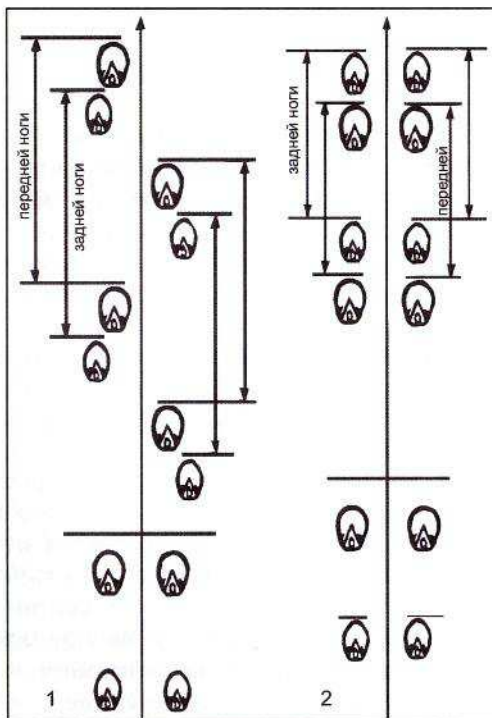 передней ноги
задней ноги
задней ноги
передней
1
2